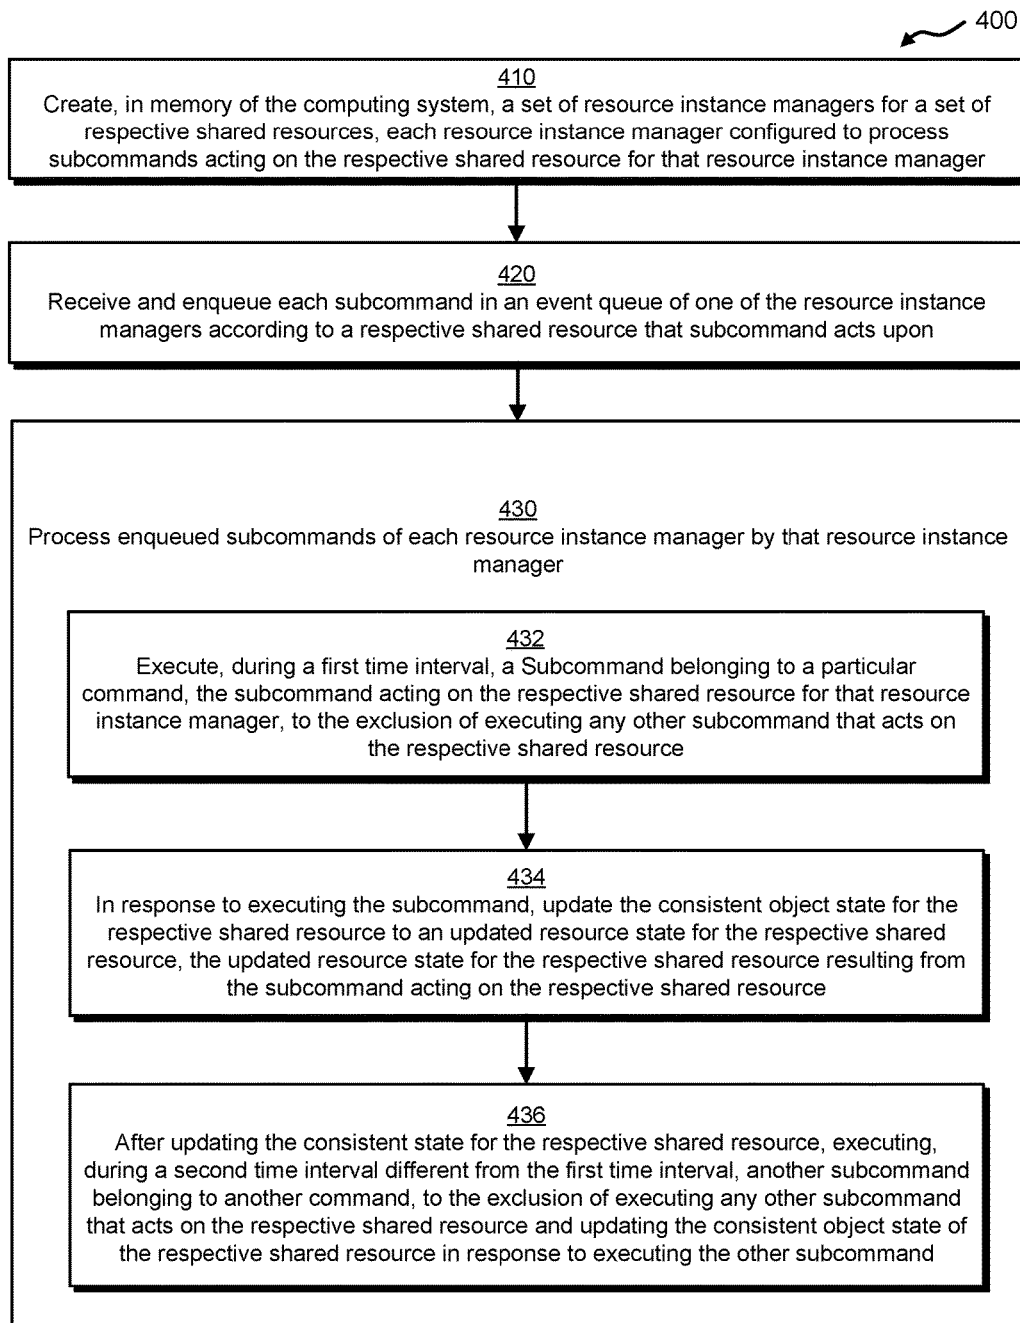 400
410
Create, in memory of the computing system, a set of resource instance managers for a set of
respective shared resources, each resource instance manager configured to process
subcommands acting on the respective shared resource for that resource instance manager
420
Receive and enqueue each subcommand in an event queue of one of the resource instance
managers according to a respective shared resource that subcommand acts upon
430
Process enqueued subcommands of each resource instance manager by that resource instance
manager
432
Execute, during a first time interval, a Subcommand belonging to a particular
command, the subcommand acting on the respective shared resource for that resource
instance manager, to the exclusion of executing any other subcommand that acts on
the respective shared resource
434
In response to executing the subcommand, update the consistent object state for the
respective shared resource to an updated resource state for the respective shared
resource, the updated resource state for the respective shared resource resulting from
the subcommand acting on the respective shared resource
436
After updating the consistent state for the respective shared resource, executing,
during a second time interval different from the first time interval, another subcommand
belonging to another command, to the exclusion of executing any other subcommand
that acts on the respective shared resource and updating the consistent object state of
the respective shared resource in response to executing the other subcommand